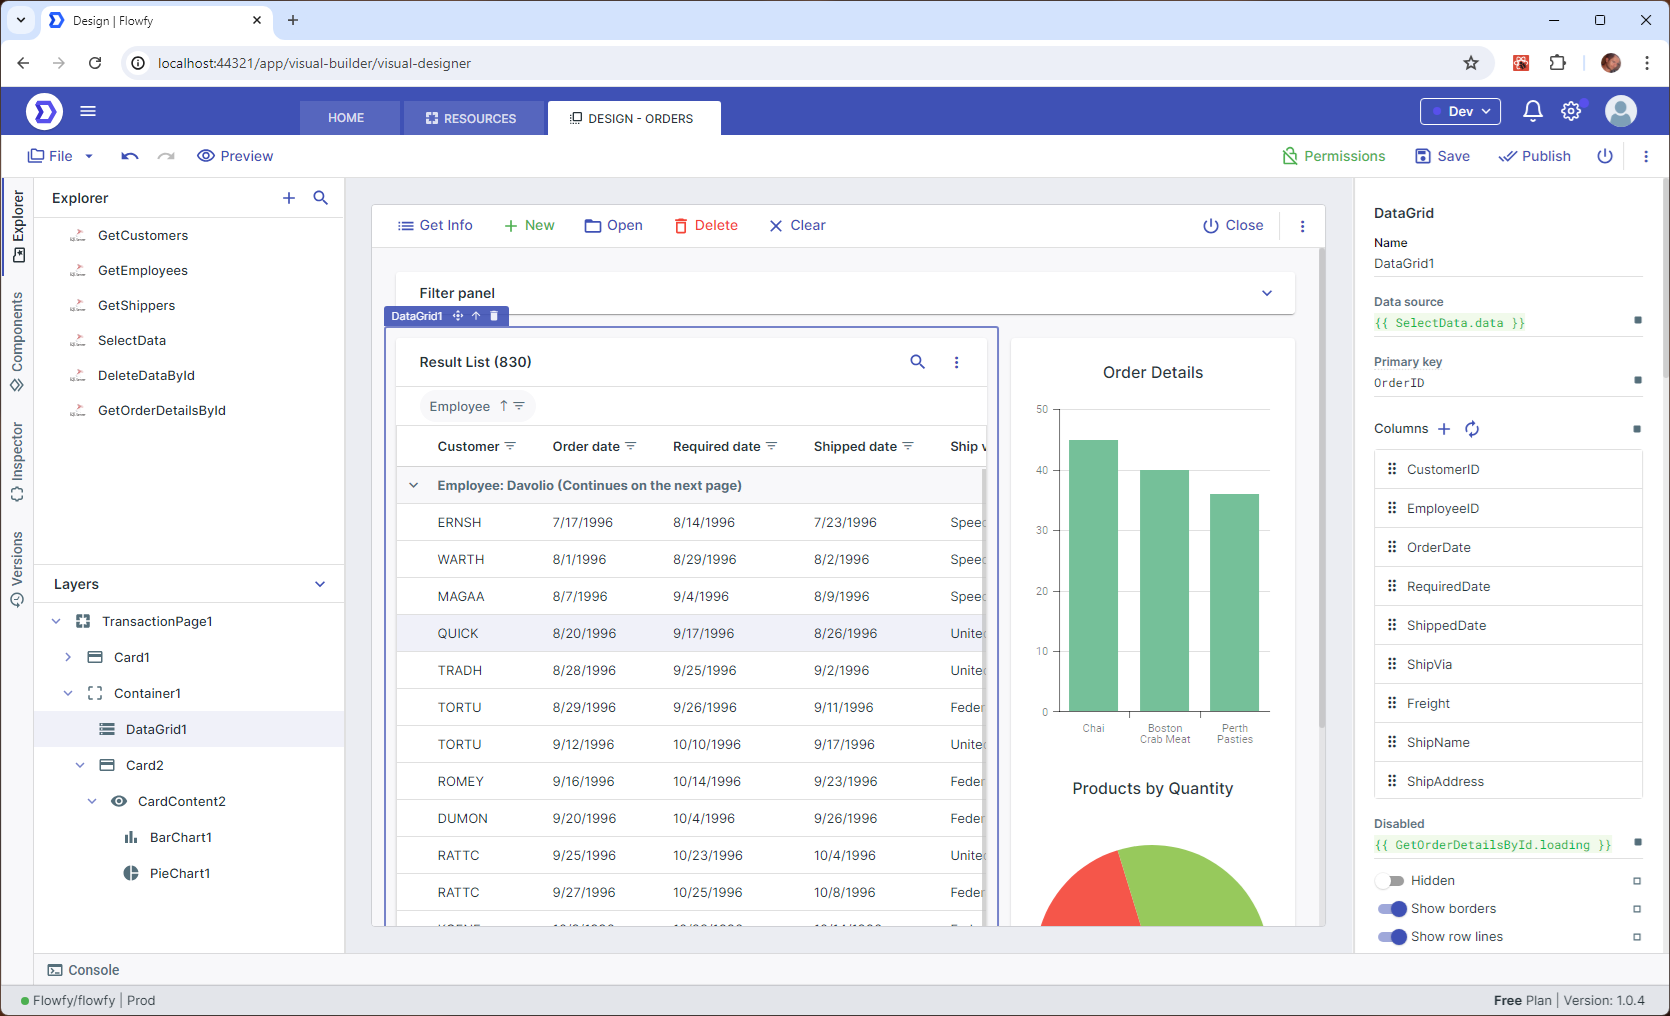 Design | Flowfy
localhost:44321/app/visual-builder/visual-designer
HOME
RESOURCES
DESIGN - ORDERS
Dev
File
Preview
Permissions
Save
Publish
Explorer
Components
Inspector
Versions
Explorer
GetCustomers
GetEmployees
GetShippers
SelectData
DeleteDataById
GetOrderDetailsById
Layers
TransactionPage1
Card1
Container1
DataGrid1
Card2
CardContent2
BarChart1
PieChart1
Get Info
New
Open
Delete
Clear
Close
Filter panel
DataGrid1
Result List (830)
Employee
Customer Order date Required date Shipped date Ship
Employee: Davolio (Continues on the next page)
ERNSH 7/17/1996 8/14/1996 7/23/1996 Spee
WARTH 8/1/1996 8/29/1996 8/2/1996 Spee
MAGAA 8/7/1996 9/4/1996 8/9/1996 Spee
QUICK 8/20/1996 9/17/1996 8/26/1996 Unite
TRADH 8/28/1996 9/25/1996 9/2/1996 Unite
TORTU 8/29/1996 9/26/1996 9/11/1996 Feder
TORTU 9/12/1996 10/10/1996 9/17/1996 Unite
ROMEY 9/16/1996 10/14/1996 9/23/1996 Feder
DUMON 9/20/1996 10/4/1996 9/26/1996 Feder
RATTC 9/25/1996 10/23/1996 10/4/1996 Unite
RATTC 9/27/1996 10/25/1996 10/8/1996 Feder
Order Details
50
40
30
20
10
0
Chai
Boston
Crab Meat
Perth
Pasties
Products by Quantity
DataGrid
Name
DataGrid1
Data source
{{ SelectData.data }}
Primary key
OrderID
Columns
CustomerID
EmployeeID
OrderDate
RequiredDate
ShippedDate
ShipVia
Freight
ShipName
ShipAddress
Disabled
{{ GetOrderDetailsById.loading }}
Hidden
Show borders
Show row lines
Console
Flowfy/flowfy | Prod
Free Plan | Version: 1.0.4